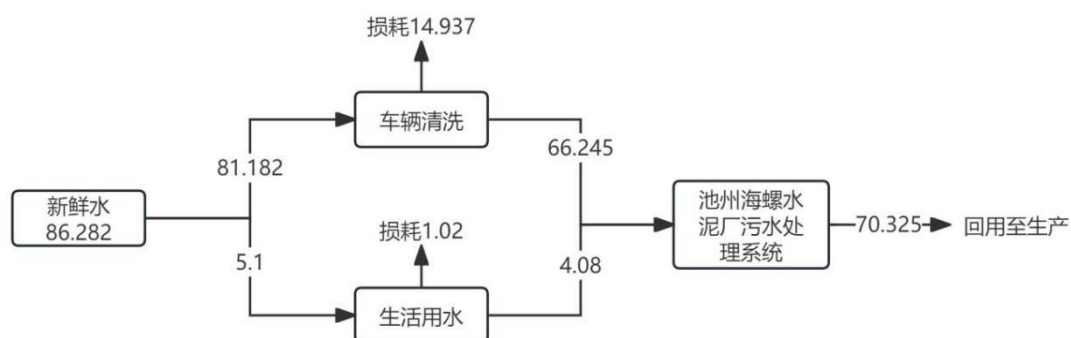 损耗14.937
车辆清洗
81.182
66.245
新鲜水
86.282
池州海螺水
泥厂污水处
理系统
70.325
回用至生产
损耗1.02
5.1
4.08
生活用水